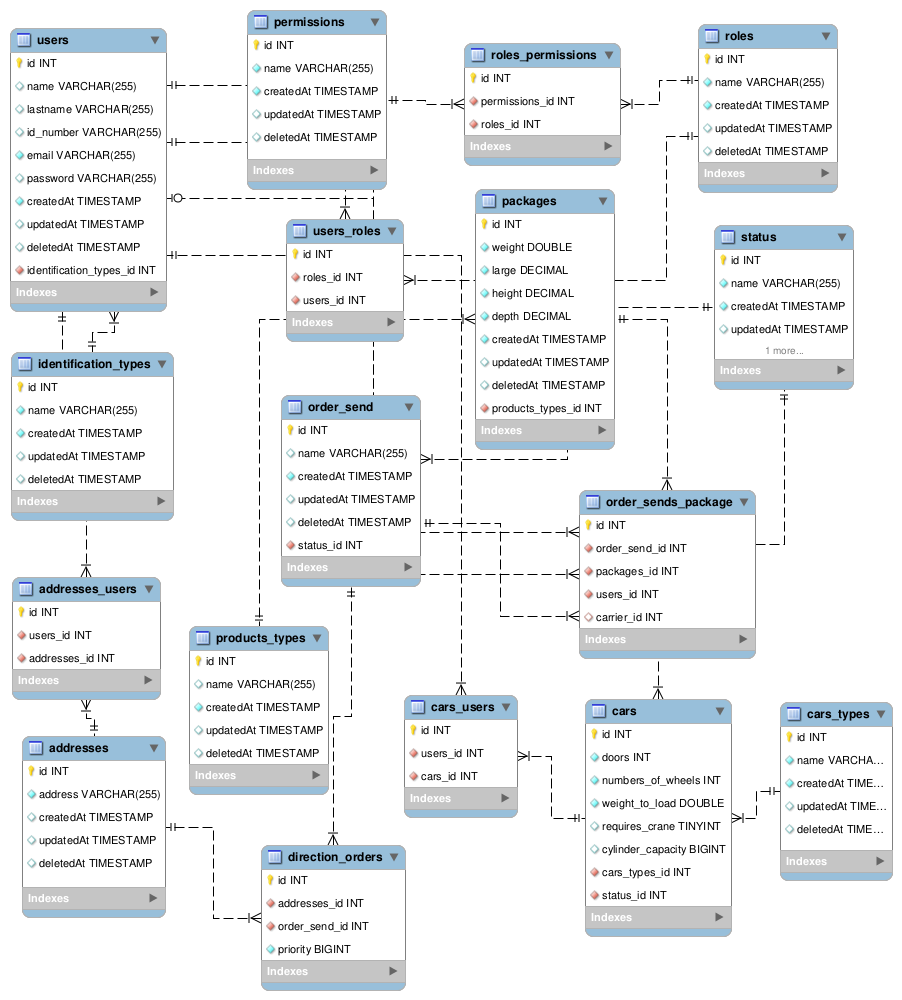 users
id INT
name VARCHAR(255)
lastname VARCHAR(255)
id_number VARCHAR(255)
email VARCHAR(255)
password VARCHAR(255)
createdAt TIMESTAMP
updatedAt TIMESTAMP
deletedAt TIMESTAMP
identification_types_id INT
Indexes
permissions
id INT
name VARCHAR(255)
createdAt TIMESTAMP
updatedAt TIMESTAMP
deletedAt TIMESTAMP
Indexes
roles_permissions
id INT
permissions_id INT
roles_id INT
Indexes
roles
id INT
name VARCHAR(255)
createdAt TIMESTAMP
updatedAt TIMESTAMP
deletedAt TIMESTAMP
Indexes
users_roles
id INT
roles_id INT
users_id INT
Indexes
packages
id INT
weight DOUBLE
large DECIMAL
height DECIMAL
depth DECIMAL
createdAt TIMESTAMP
updatedAt TIMESTAMP
deletedAt TIMESTAMP
products_types_id INT
Indexes
status
id INT
name VARCHAR(255)
createdAt TIMESTAMP
updatedAt TIMESTAMP
1 more...
Indexes
identification_types
id INT
name VARCHAR(255)
createdAt TIMESTAMP
updatedAt TIMESTAMP
deletedAt TIMESTAMP
Indexes
order_send
id INT
name VARCHAR(255)
createdAt TIMESTAMP
updatedAt TIMESTAMP
deletedAt TIMESTAMP
status_id INT
Indexes
order_sends_package
id INT
order_send_id INT
packages_id INT
users_id INT
carrier_id INT
Indexes
addresses_users
id INT
users_id INT
addresses_id INT
Indexes
products_types
id INT
name VARCHAR(255)
createdAt TIMESTAMP
updatedAt TIMESTAMP
deletedAt TIMESTAMP
Indexes
cars_users
id INT
users_id INT
cars_id INT
Indexes
cars
id INT
doors INT
numbers_of_wheels INT
weight_to_load DOUBLE
requires_crane TINYINT
cylinder_capacity BIGINT
cars_types_id INT
status_id INT
Indexes
cars_types
id INT
name VARCHA...
createdAt TIME...
updatedAt TIME...
deletedAt TIME...
Indexes
addresses
id INT
address VARCHAR(255)
createdAt TIMESTAMP
updatedAt TIMESTAMP
deletedAt TIMESTAMP
Indexes
direction_orders
id INT
addresses_id INT
order_send_id INT
priority BIGINT
Indexes